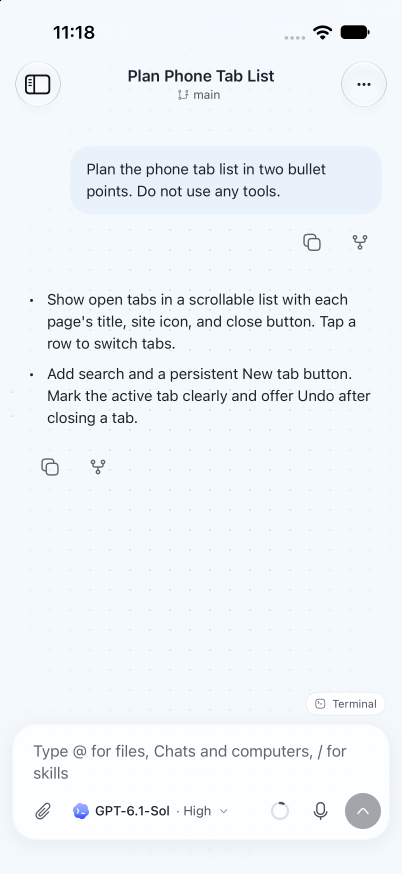 11:18
Plan Phone Tab List
main
Plan the phone tab list in two bullet
points. Do not use any tools.
• Show open tabs in a scrollable list with each
page's title, site icon, and close button. Tap a
row to switch tabs.
• Add search and a persistent New tab button.
Mark the active tab clearly and offer Undo after
closing a tab.
Terminal
Type @ for files, Chats and computers, / for
skills
GPT-6.1-Sol · High